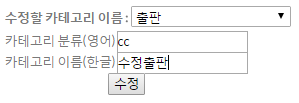 수정할 카테고리 이름 : 출판
카테고리 분류(영어) cc
카테고리 이름(한글) 수정출판
수정